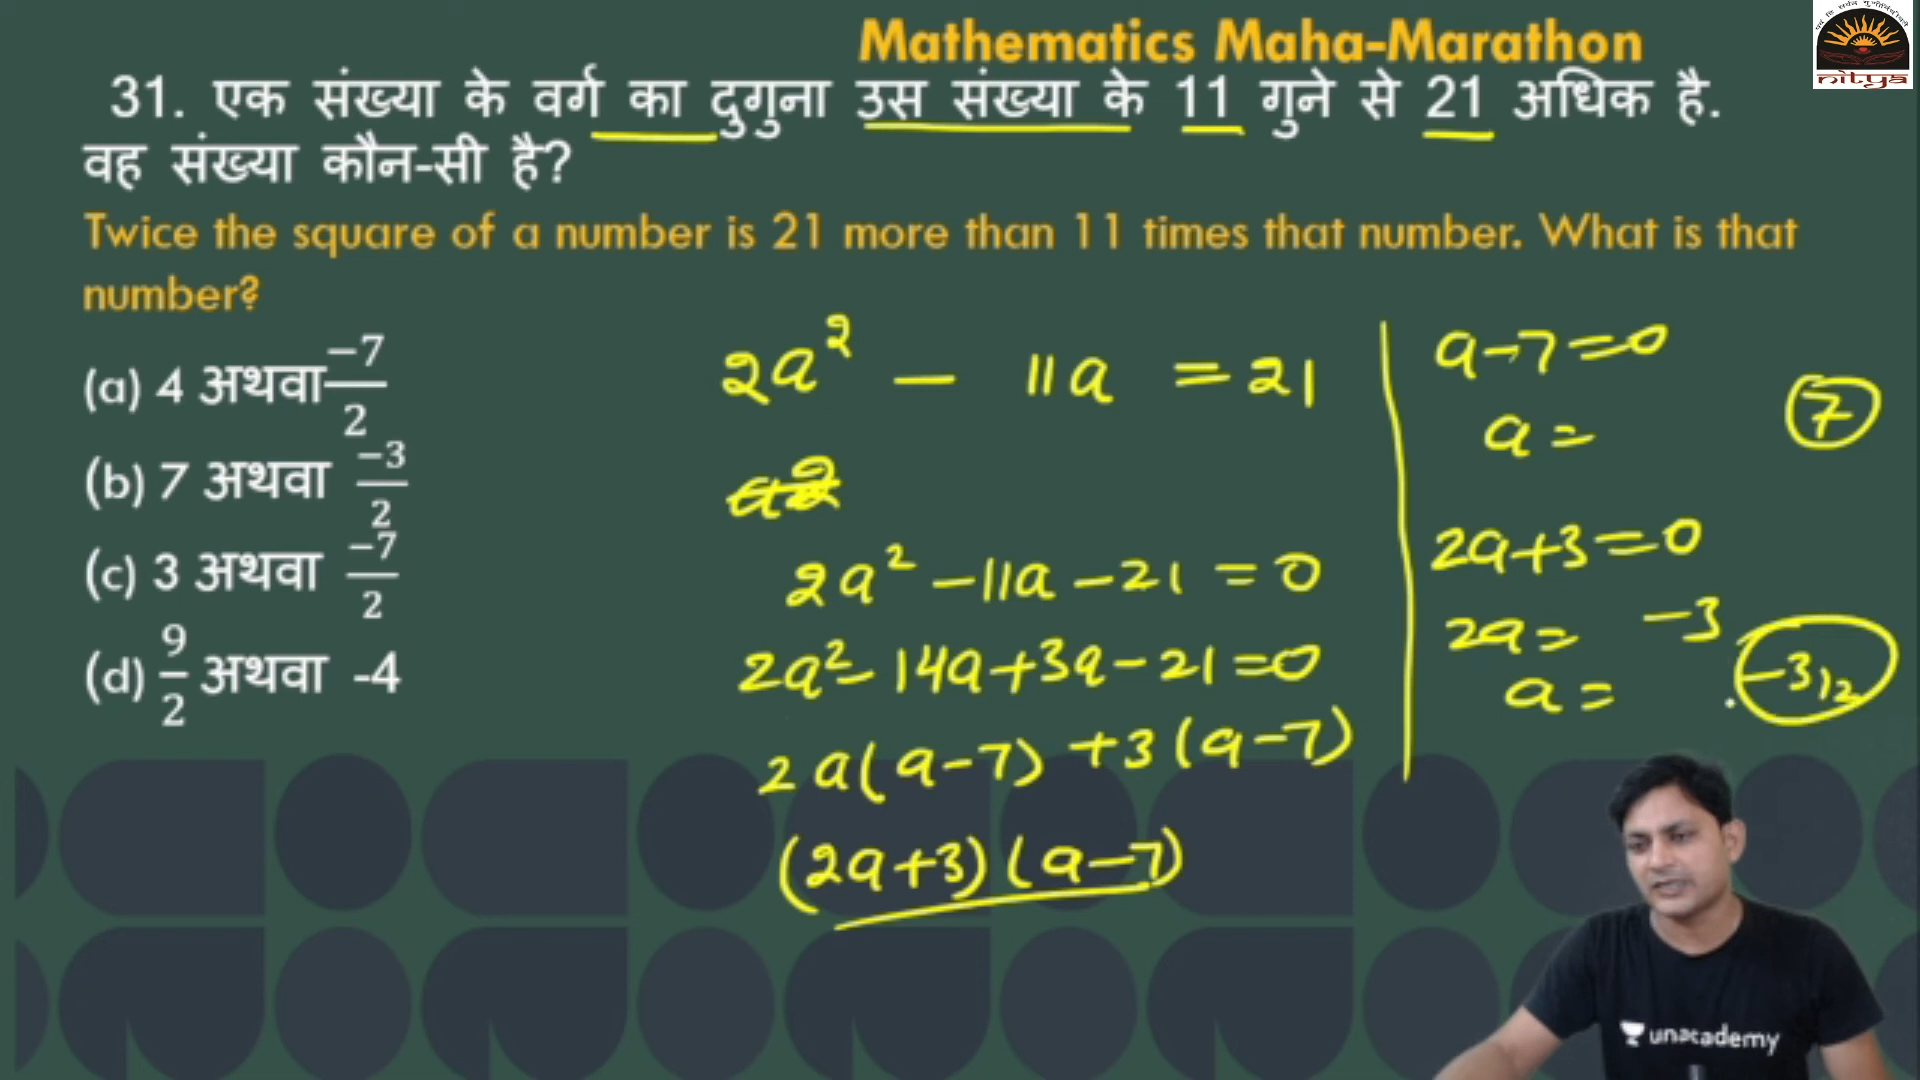 Mathematics Maha-Marathon
nitya
31. एक संख्या के वर्ग का दुगुना उस संख्या के 11 गुने से 21 अधिक है.
वह संख्या कौन-सी है?
Twice the square of a number is 21 more than 11 times that number. What is that
number?
(a) 4 अथवा -7/2
(b) 7 अथवा -3/2
(c) 3 अथवा -7/2
(d) 9/2 अथवा -4
2a² - 11a = 21
2a² - 11a - 21 = 0
2a² - 14a + 3a - 21 = 0
2a(a-7) + 3(a-7)
(2a+3)(a-7)
a-7=0
a = 7
2a+3=0
2a = -3
a = -3/2
unacademy